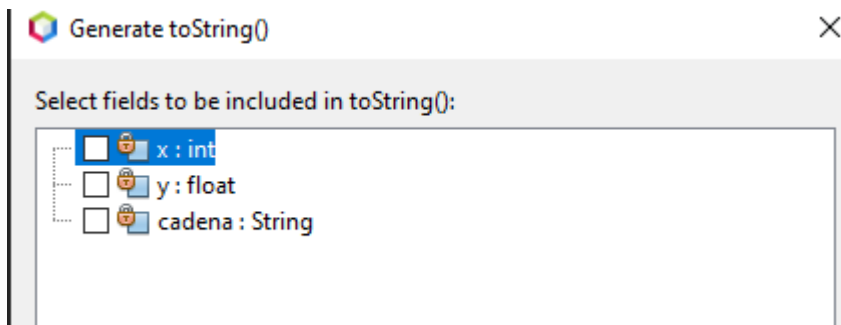 Generate toString()
Select fields to be included in toString():
x : int
y : float
cadena : String